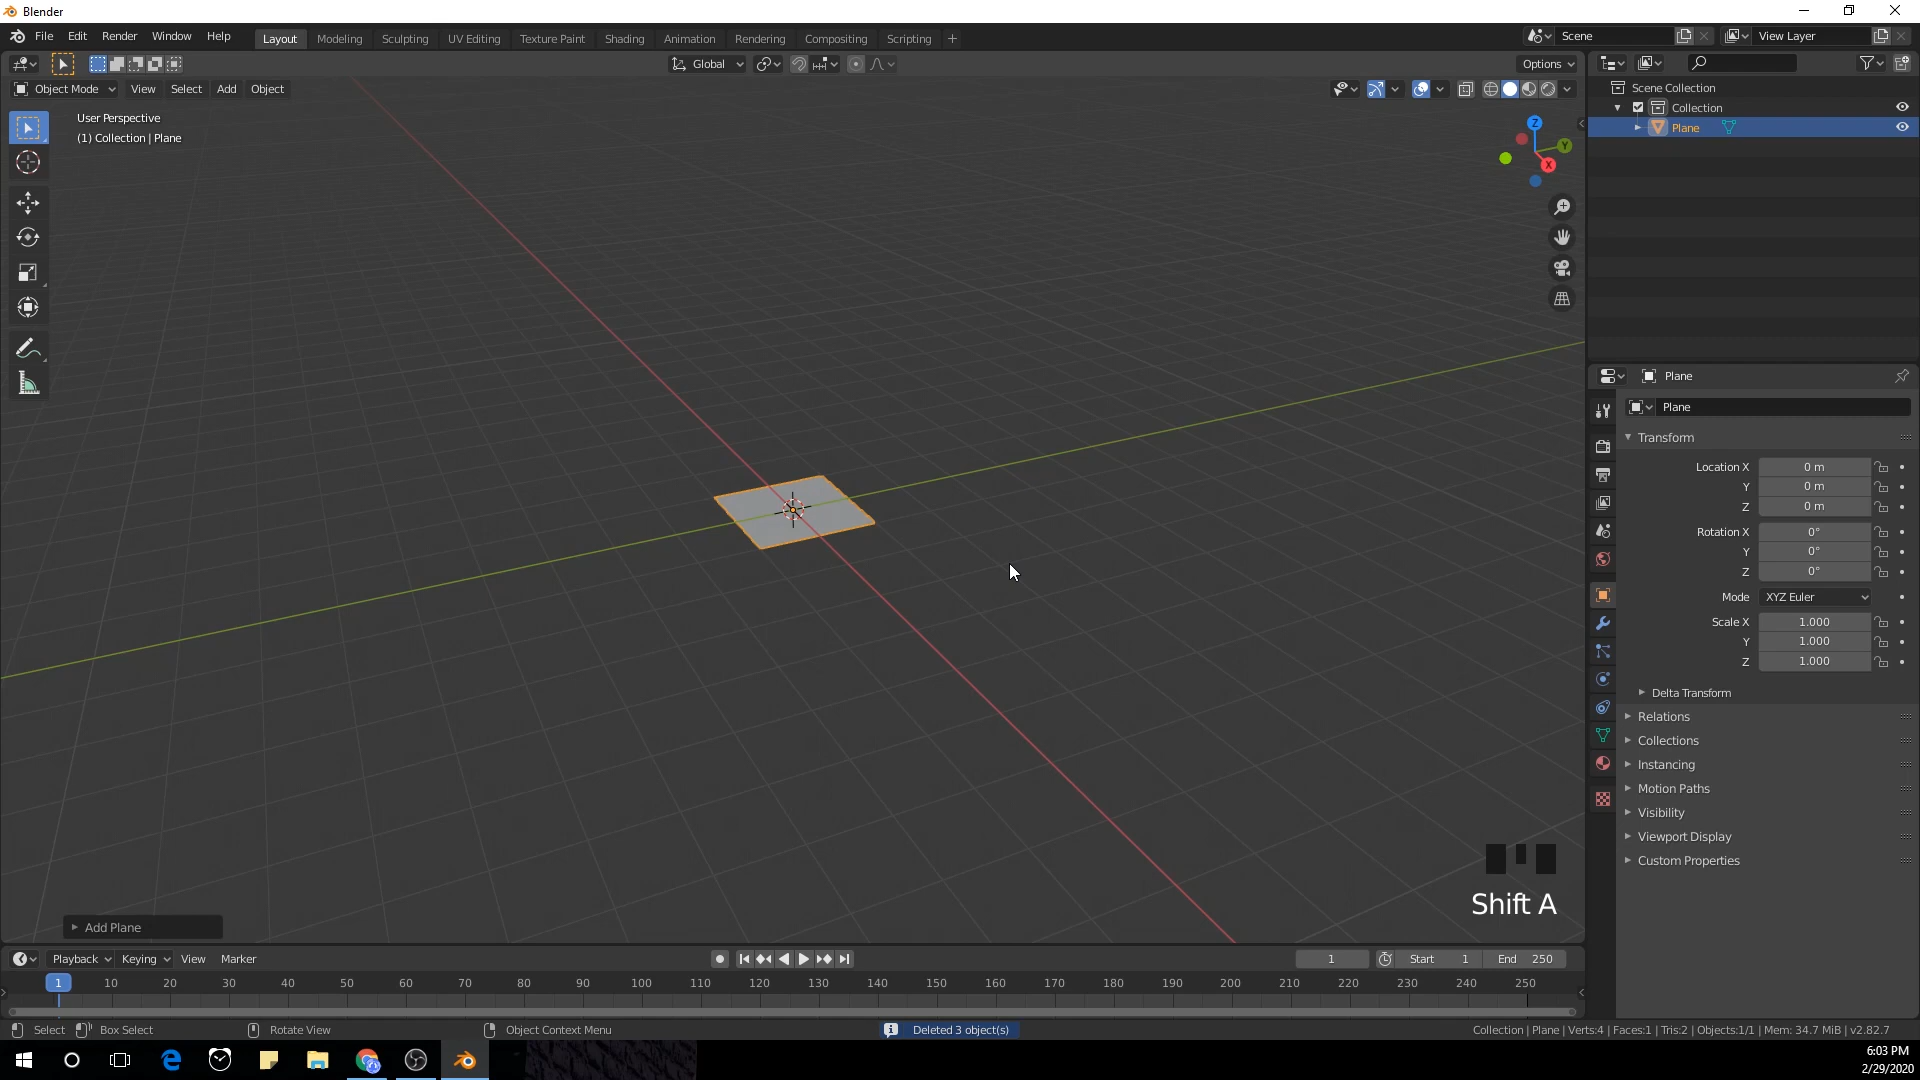 Blender
File Edit Render Window Help
Layout Modeling Sculpting UV Editing Texture Paint Shading Animation Rendering Compositing Scripting +
Scene
View Layer
Global
Options
Object Mode View Select Add Object
User Perspective
(1) Collection | Plane
Z
Y
X
Scene Collection
Collection
Plane
Plane
Plane
Transform
Location X 0 m
Y 0 m
Z 0 m
Rotation X 0°
Y 0°
Z 0°
Mode XYZ Euler
Scale X 1.000
Y 1.000
Z 1.000
Delta Transform
Relations
Collections
Instancing
Motion Paths
Visibility
Viewport Display
Custom Properties
Shift A
Add Plane
Playback Keying View Marker
1
Start 1
End 250
1 10 20 30 40 50 60 70 80 90 100 110 120 130 140 150 160 170 180 190 200 210 220 230 240 250
Select Box Select Rotate View Object Context Menu
Deleted 3 object(s)
Collection | Plane | Verts:4 | Faces:1 | Tris:2 | Objects:1/1 | Mem: 34.7 MiB | v2.82.7
6:03 PM
2/29/2020